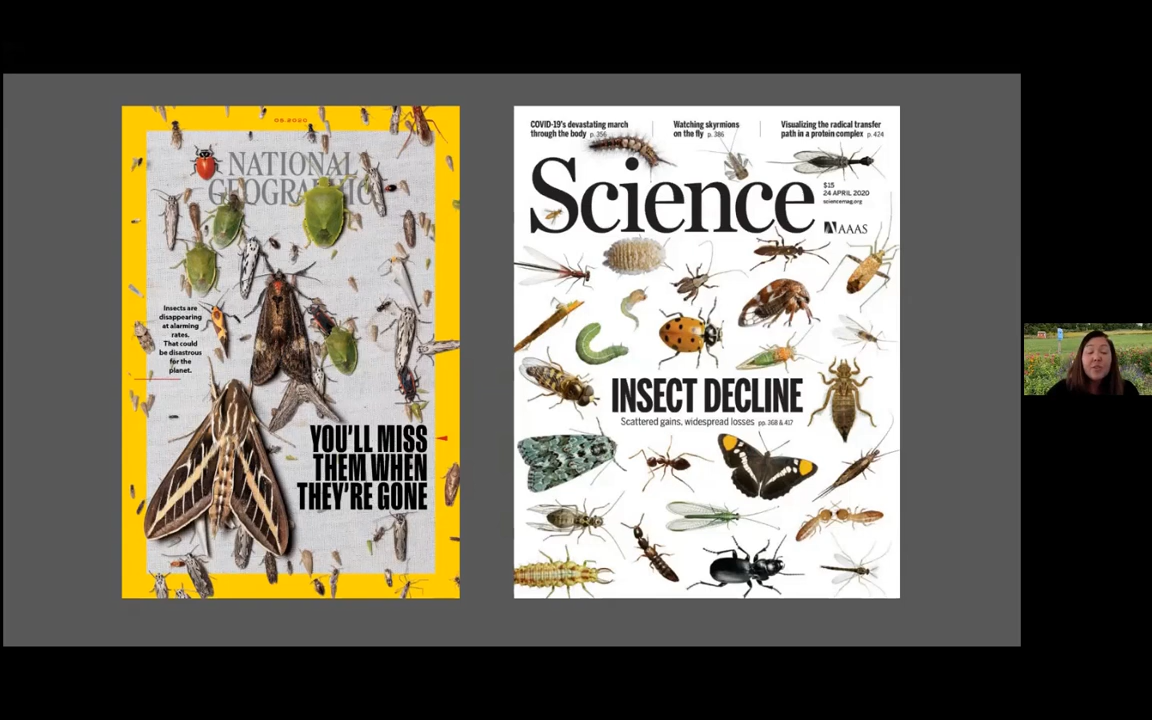 05.2020
NATIONAL
GEOGRAPHIC
Insects are
disappearing
at alarming
rates.
That could
be disastrous
for the
planet.
YOU'LL MISS
THEM WHEN
THEY'RE GONE
COVID-19's devastating march
through the body p. 356
Watching skyrmions
on the fly p. 386
Visualizing the radical transfer
path in a protein complex p. 424
Science
$15
24 APRIL 2020
sciencemag.org
AAAS
INSECT DECLINE
Scattered gains, widespread losses pp. 368 & 417